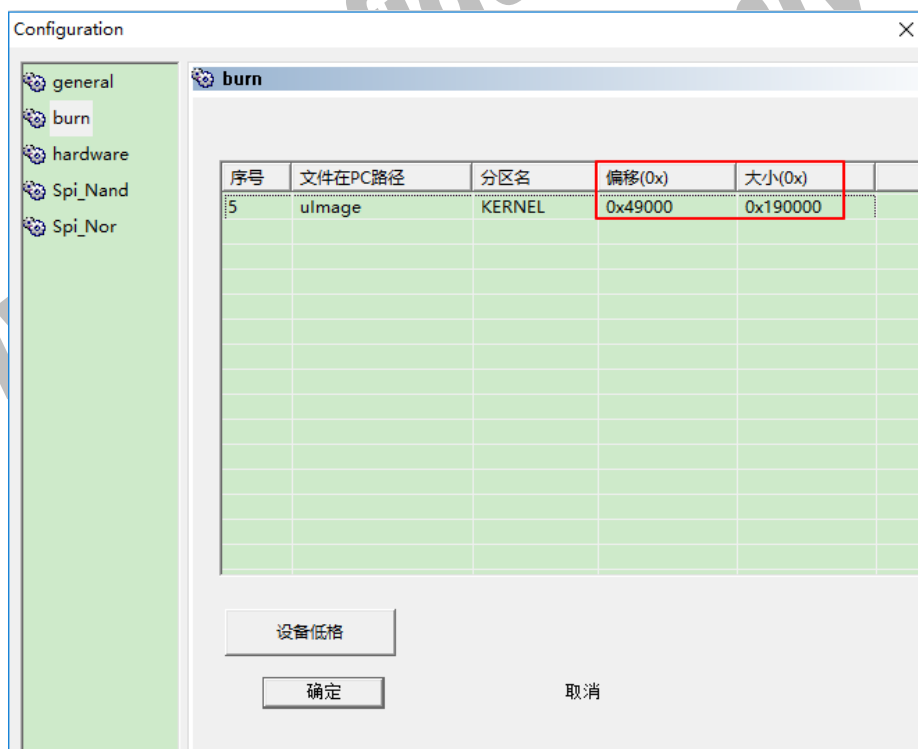 Configuration
general
burn
hardware
Spi_Nand
Spi_Nor
burn
序号 文件在PC路径 分区名 偏移(0x) 大小(0x)
5 uImage KERNEL 0x49000 0x190000
设备低格
确定 取消